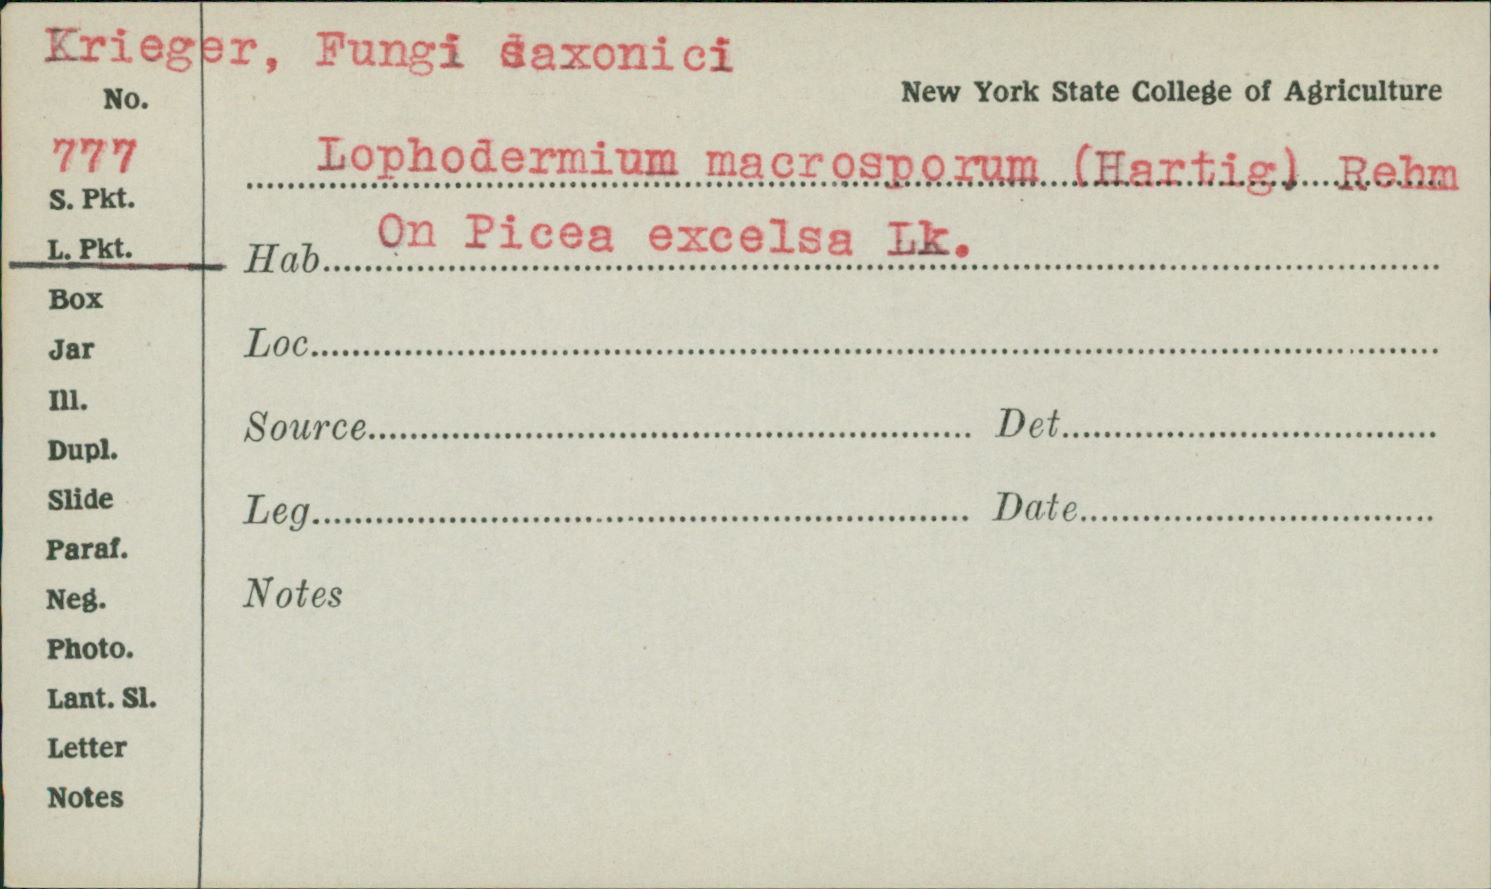 Krieger, Fungi saxonici
No.
New York State College of Agriculture
777
Lophodermium macrosporum (Hartig) Rehm
S. Pkt.
On Picea excelsa Lk.
L. Pkt.
Hab
Box
Jar
Loc
Ill.
Source Det
Dupl.
Slide
Leg Date
Paraf.
Neg.
Notes
Photo.
Lant. Sl.
Letter
Notes